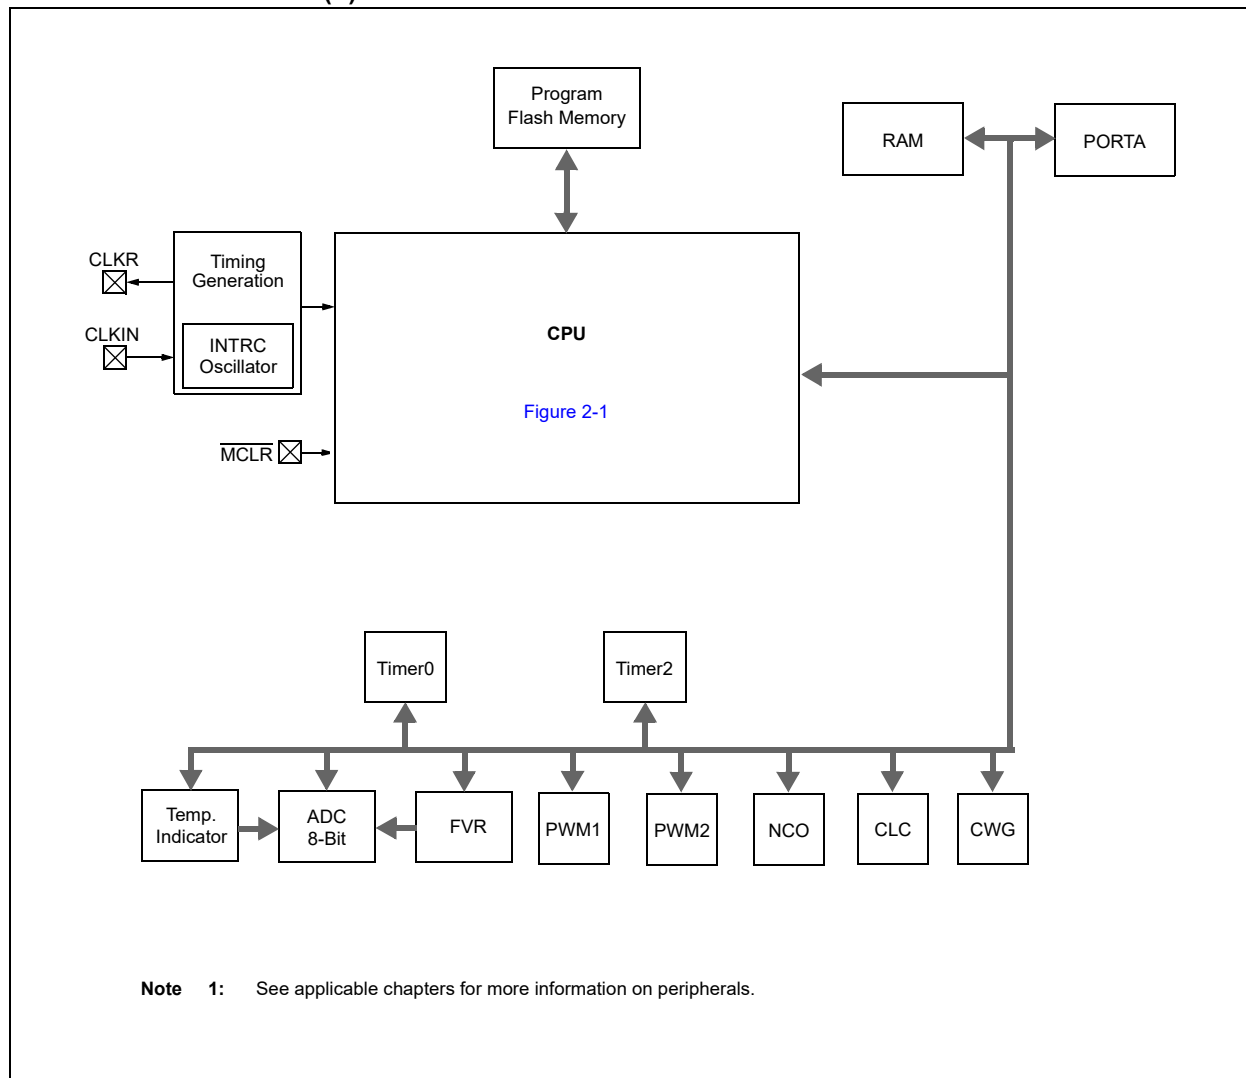 Program
Flash Memory
RAM
PORTA
CLKR
Timing
Generation
CLKIN
INTRC
Oscillator
CPU
Figure 2-1
MCLR
Timer0
Timer2
Temp.
Indicator
ADC
8-Bit
FVR
PWM1
PWM2
NCO
CLC
CWG
Note 1: See applicable chapters for more information on peripherals.